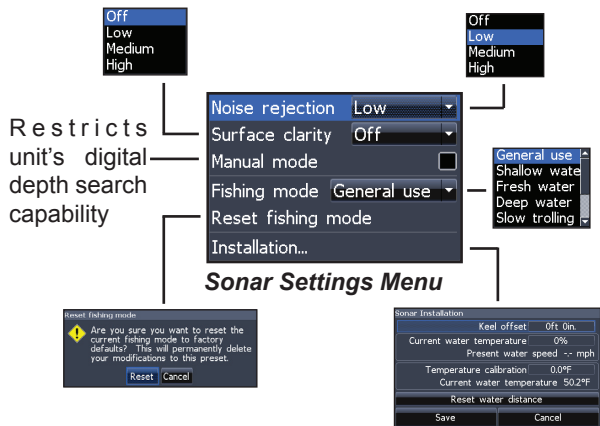 Off
Low
Medium
High
Off
Low
Medium
High
Restricts
unit's digital
depth search
capability
Noise rejection Low
Surface clarity Off
Manual mode
Fishing mode General use
Reset fishing mode
Installation...
General use
Shallow wate
Fresh water
Deep water
Slow trolling
Sonar Settings Menu
Reset fishing mode
Are you sure you want to reset the
current fishing mode to factory
defaults? This will permanently delete
your modifications to this preset.
Reset Cancel
Sonar Installation
Keel offset 0ft 0in.
Current water temperature 0%
Present water speed -.- mph
Temperature calibration 0.0°F
Current water temperature 50.2°F
Reset water distance
Save Cancel